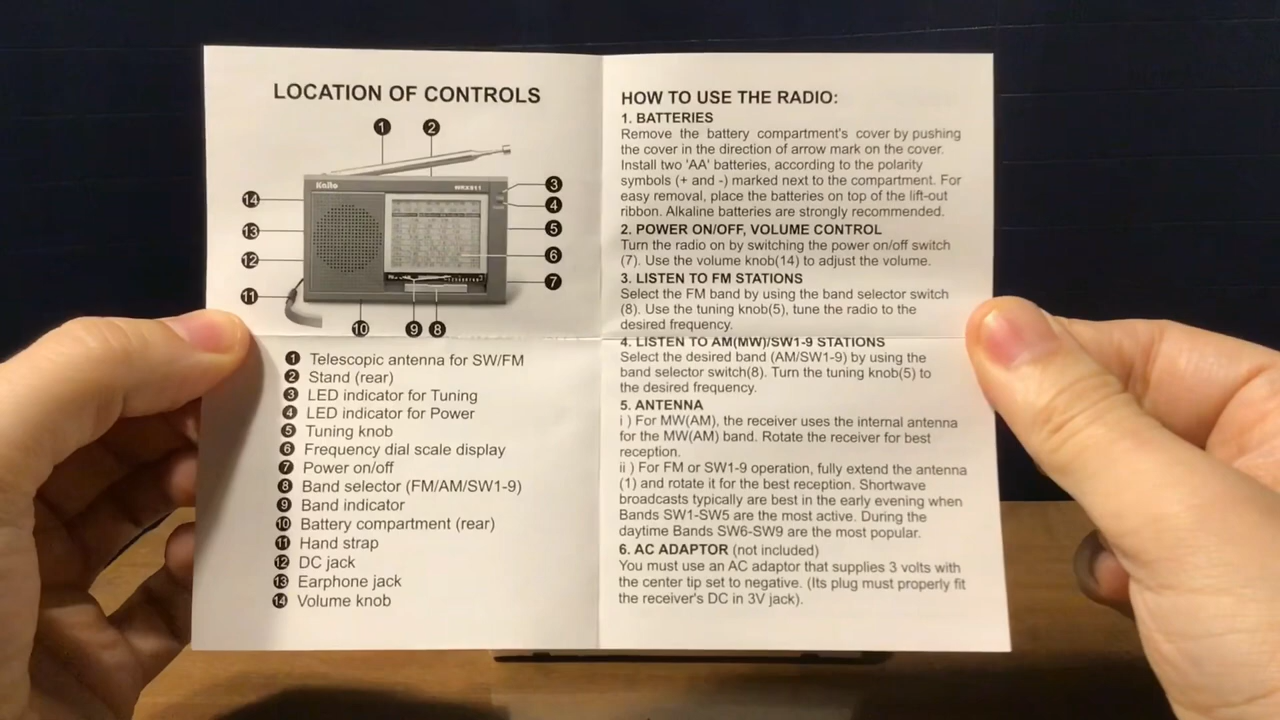 LOCATION OF CONTROLS
1 2
Kaito
WRX911
3
4
5
6
7
14
13
12
11
10 9 8
1 Telescopic antenna for SW/FM
2 Stand (rear)
3 LED indicator for Tuning
4 LED indicator for Power
5 Tuning knob
6 Frequency dial scale display
7 Power on/off
8 Band selector (FM/AM/SW1-9)
9 Band indicator
10 Battery compartment (rear)
11 Hand strap
12 DC jack
13 Earphone jack
14 Volume knob
HOW TO USE THE RADIO:
1. BATTERIES
Remove the battery compartment's cover by pushing
the cover in the direction of arrow mark on the cover.
Install two 'AA' batteries, according to the polarity
symbols (+ and -) marked next to the compartment. For
easy removal, place the batteries on top of the lift-out
ribbon. Alkaline batteries are strongly recommended.
2. POWER ON/OFF, VOLUME CONTROL
Turn the radio on by switching the power on/off switch
(7). Use the volume knob(14) to adjust the volume.
3. LISTEN TO FM STATIONS
Select the FM band by using the band selector switch
(8). Use the tuning knob(5), tune the radio to the
desired frequency.
4. LISTEN TO AM(MW)/SW1-9 STATIONS
Select the desired band (AM/SW1-9) by using the
band selector switch(8). Turn the tuning knob(5) to
the desired frequency.
5. ANTENNA
i ) For MW(AM), the receiver uses the internal antenna
for the MW(AM) band. Rotate the receiver for best
reception.
ii ) For FM or SW1-9 operation, fully extend the antenna
(1) and rotate it for the best reception. Shortwave
broadcasts typically are best in the early evening when
Bands SW1-SW5 are the most active. During the
daytime Bands SW6-SW9 are the most popular.
6. AC ADAPTOR (not included)
You must use an AC adaptor that supplies 3 volts with
the center tip set to negative. (Its plug must properly fit
the receiver's DC in 3V jack).